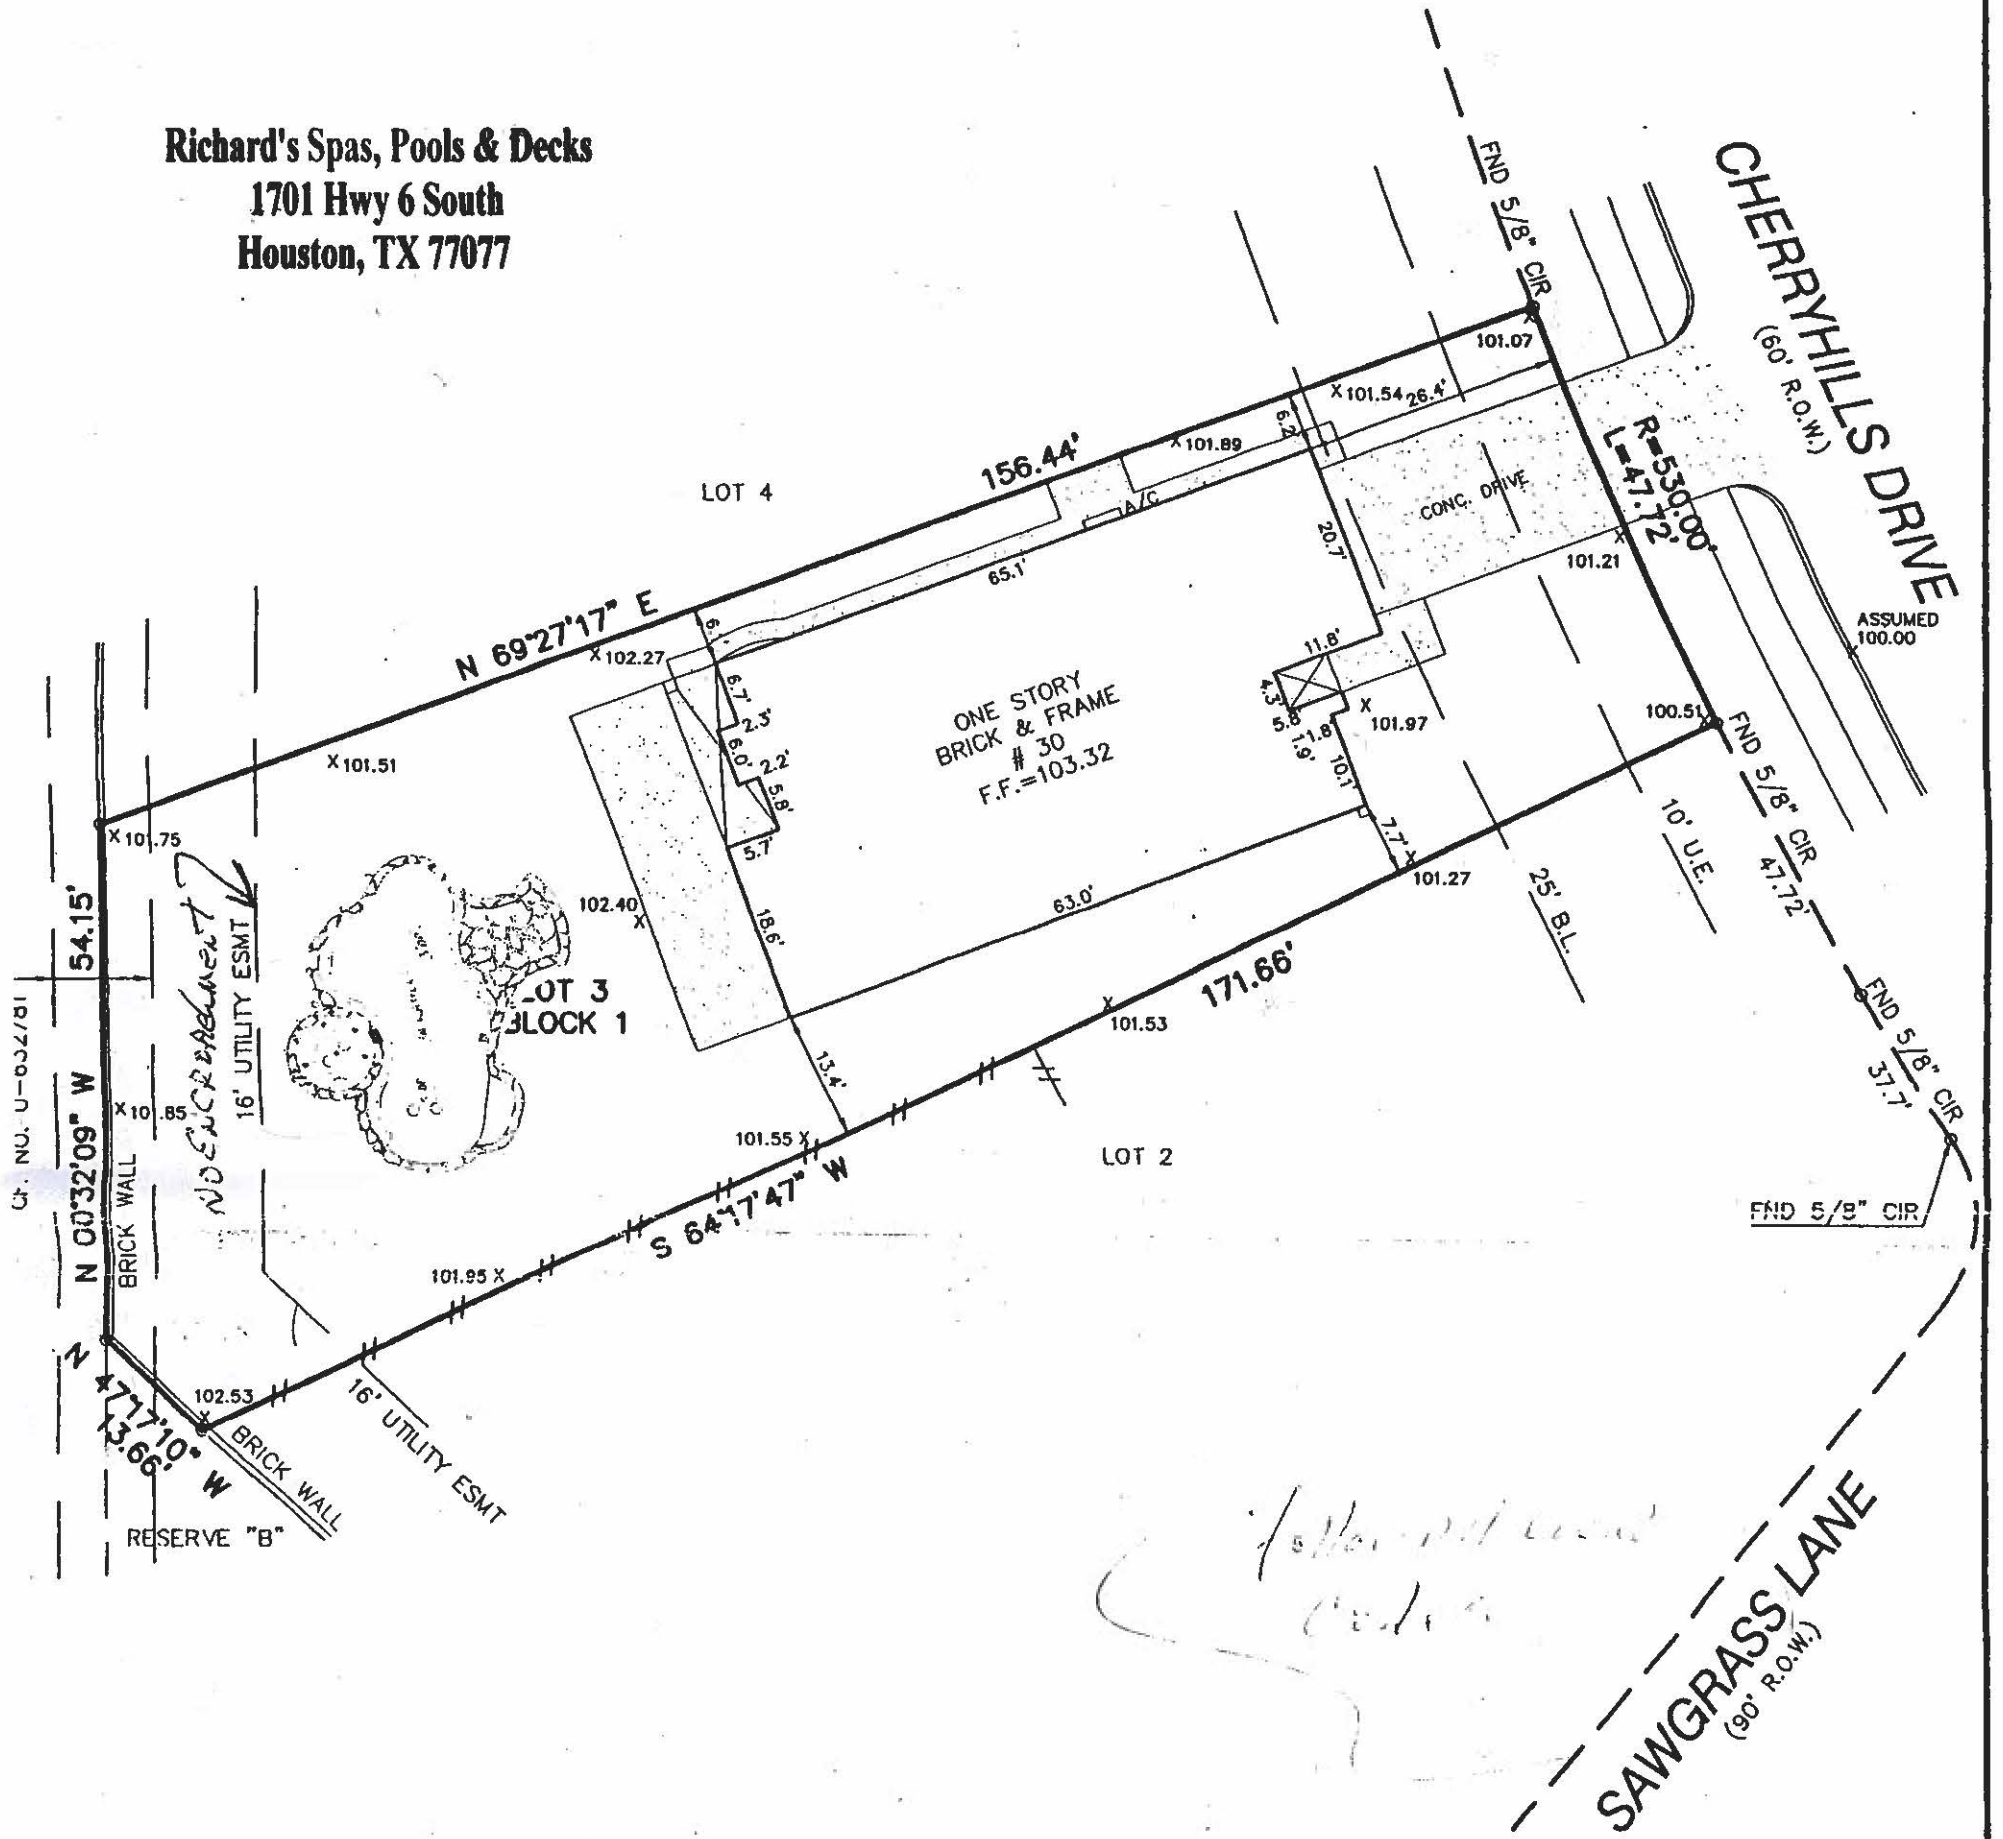 Richard's Spas, Pools & Decks
1701 Hwy 6 South
Houston, TX 77077
FND 5/8" CIR
CHERRYHILLS DRIVE
(60' R.O.W.)
101.07
X 101.54
26.4'
6.2'
X 101.89
156.44'
LOT 4
A/C
R=530.00'
L=47.72'
CONC. DRIVE
20.7'
101.21
65.1'
ASSUMED
100.00
N 69°27'17" E
X 102.27
6.7'
2.3'
6.0'
2.2'
5.8'
5.7'
11.8'
4.3'
5.8'
1.8'
1.9'
10.1'
X
101.97
100.51
ONE STORY
BRICK & FRAME
# 30
F.F.=103.32
X 101.51
X 101.75
7.7'
X
101.27
FND 5/8" CIR
47.72'
10' U.E.
25' B.L.
54.15'
NO ENCROACHMENT
16' UTILITY ESMT
102.40
X
18.6'
63.0'
LOT 3
BLOCK 1
171.66'
X
101.53
FND 5/8" CIR
37.7'
13.4'
N 00°32'09" W
X 101.85
BRICK WALL
101.55 X
LOT 2
S 64°17'47" W
FND 5/8" CIR
101.95 X
N 47°17'10" W
13.66'
102.53
X
BRICK WALL
16' UTILITY ESMT
RESERVE "B"
SAWGRASS LANE
(90' R.O.W.)